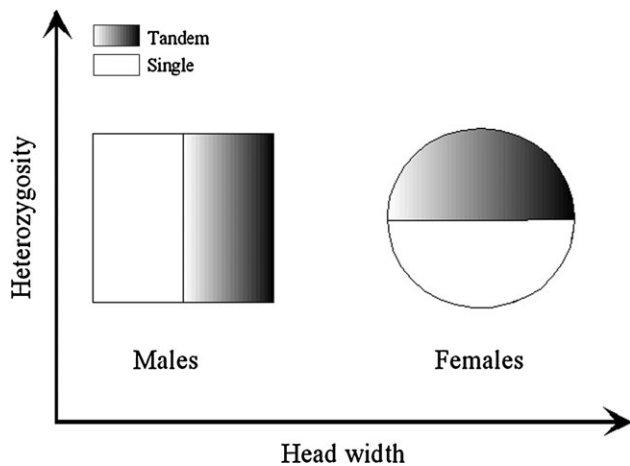 Tandem
Single
Heterozygosity
Males
Females
Head width